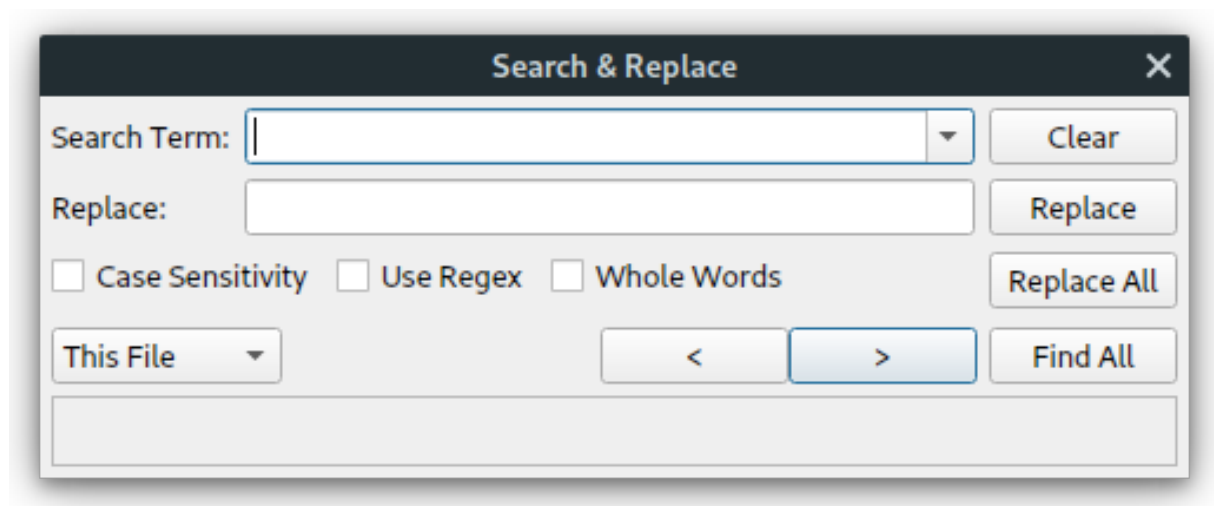 Search & Replace
Search Term: Clear
Replace: Replace
Case Sensitivity Use Regex Whole Words Replace All
This File < > Find All